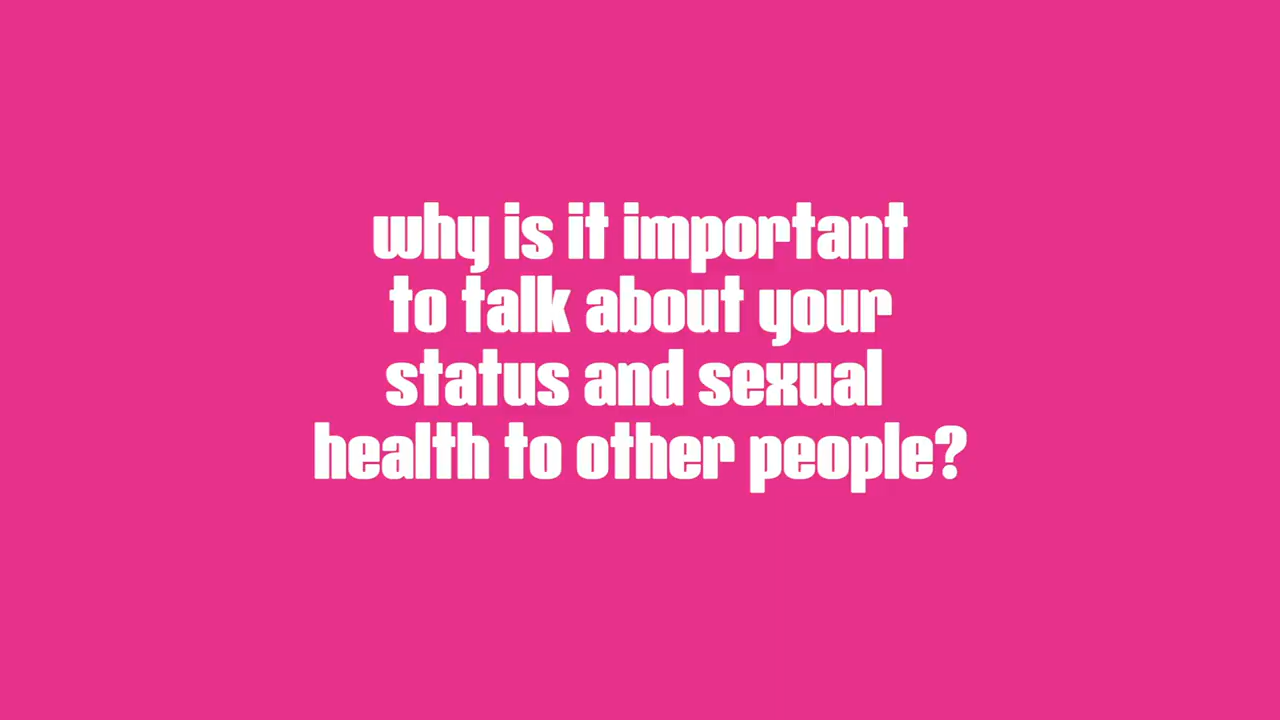 why is it important
to talk about your
status and sexual
health to other people?